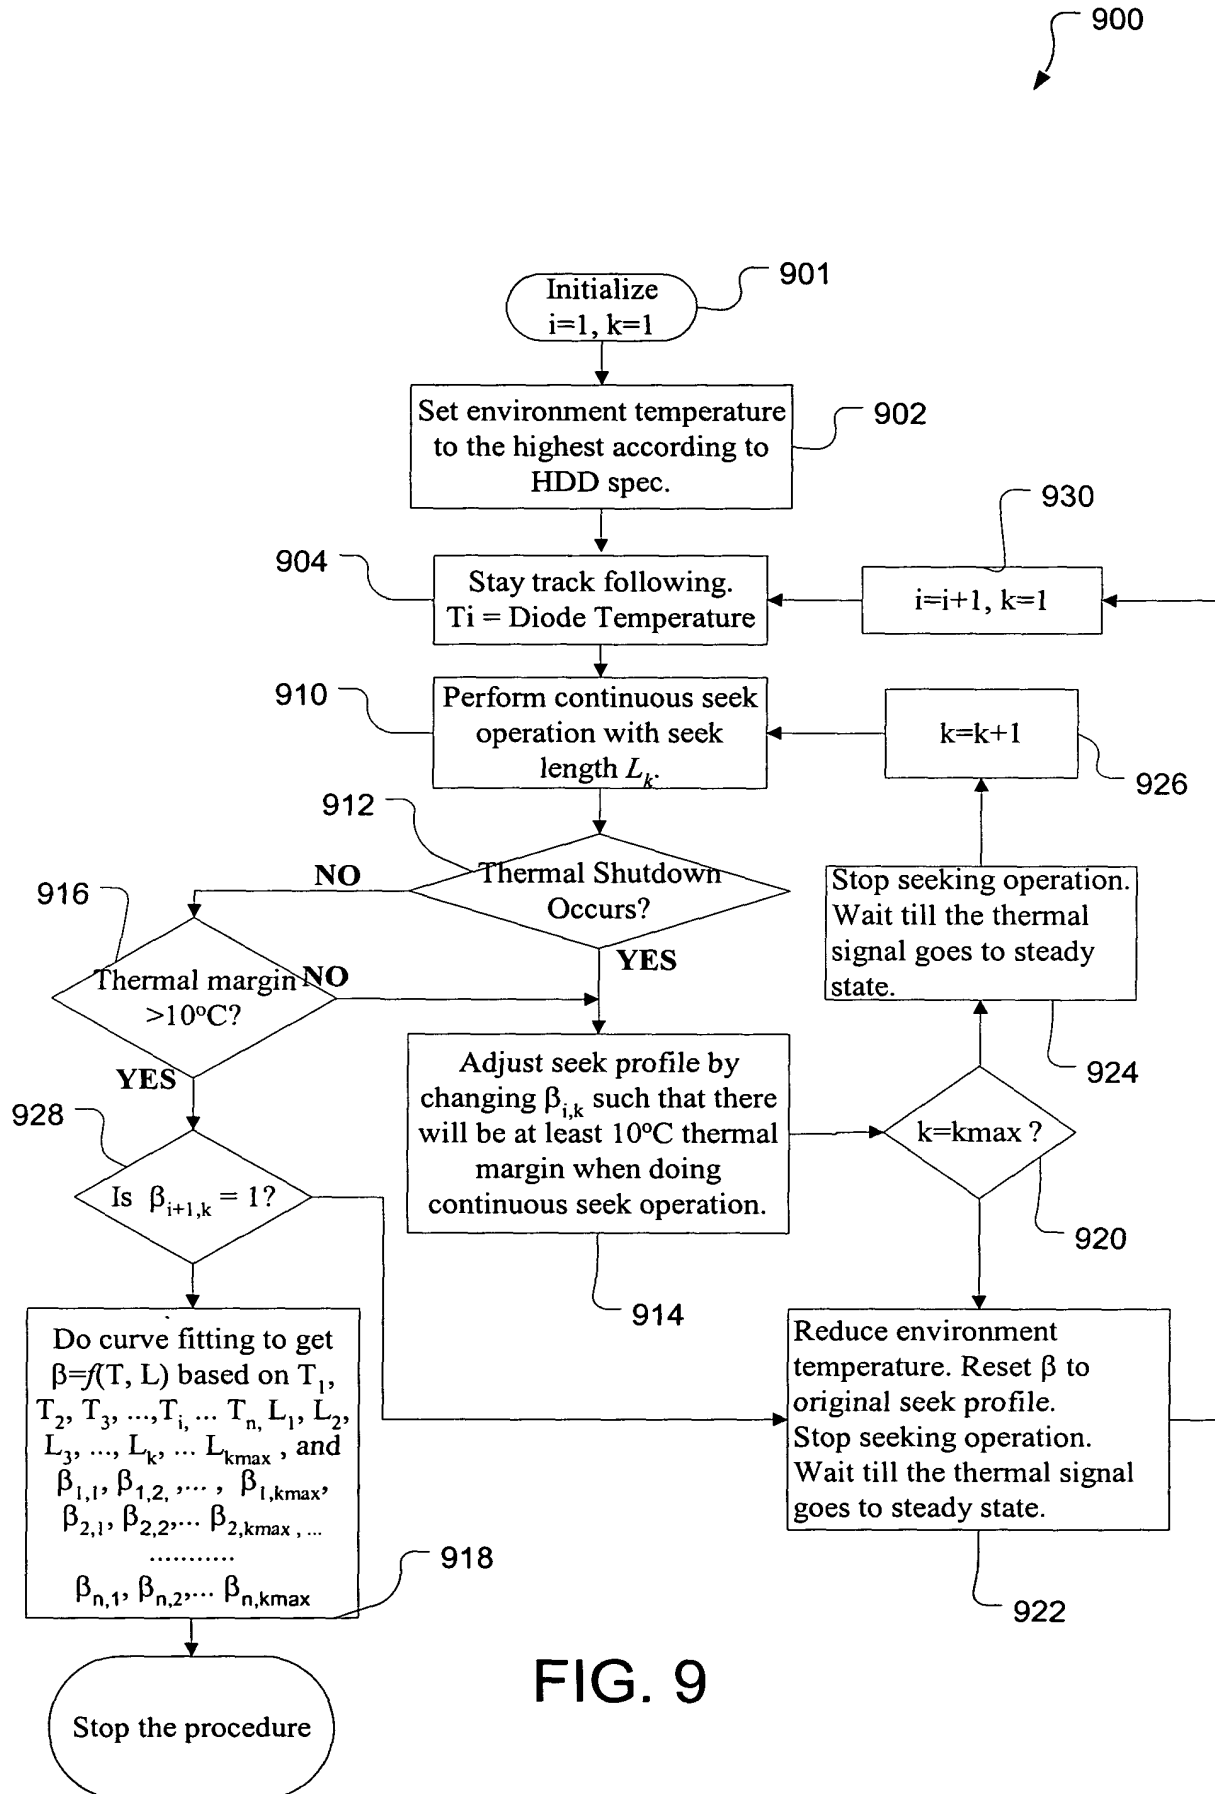 900
Initialize
i=1, k=1
901
Set environment temperature
to the highest according to
HDD spec.
902
930
904
Stay track following.
Ti = Diode Temperature
i=i+1, k=1
910
Perform continuous seek
operation with seek
length Lk.
k=k+1
926
912
Thermal Shutdown
Occurs?
NO
YES
916
Thermal margin
>10°C?
NO
YES
Stop seeking operation.
Wait till the thermal
signal goes to steady
state.
924
Adjust seek profile by
changing βi,k such that there
will be at least 10°C thermal
margin when doing
continuous seek operation.
914
k=kmax ?
920
928
Is βi+1,k = 1?
Do curve fitting to get
β=f(T, L) based on T1,
T2, T3, ...,Ti, ... Tn, L1, L2,
L3, ..., Lk, ... Lkmax , and
β1,1, β1,2, ,... , β1,kmax,
β2,1, β2,2,... β2,kmax , ...
...........
βn,1, βn,2,... βn,kmax
918
Reduce environment
temperature. Reset β to
original seek profile.
Stop seeking operation.
Wait till the thermal signal
goes to steady state.
922
Stop the procedure
FIG. 9